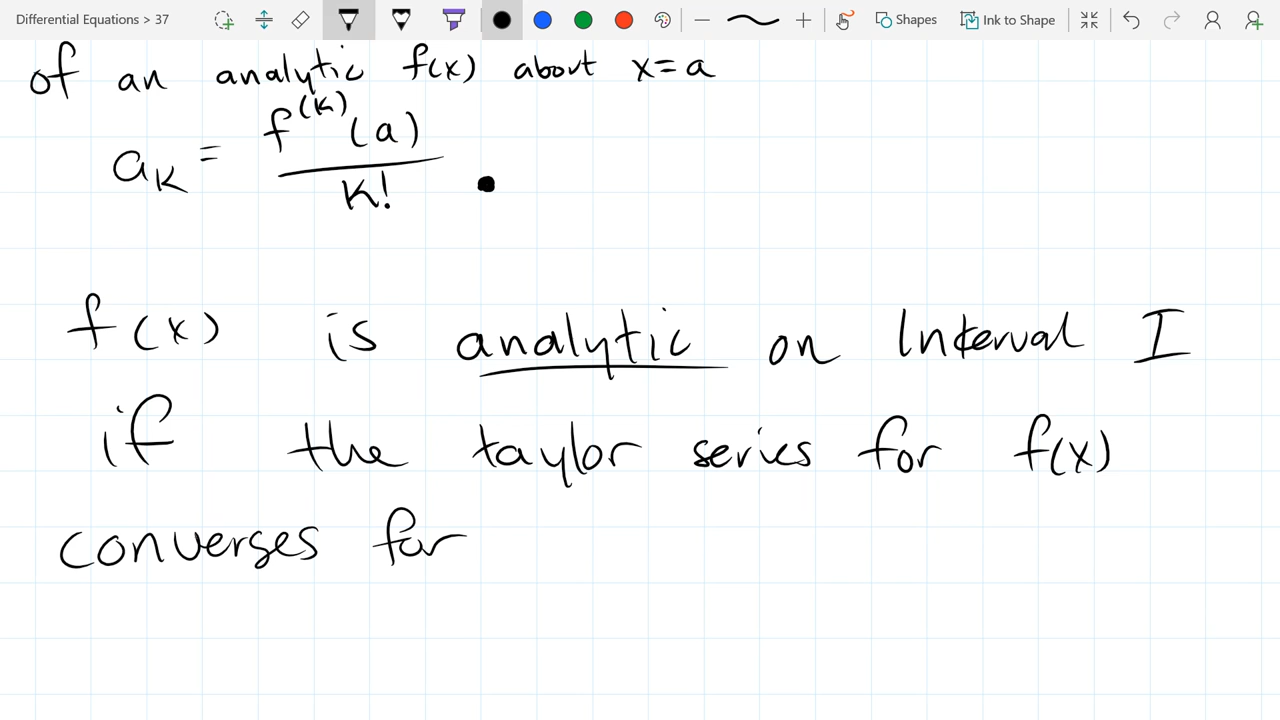 Differential Equations > 37
Shapes
Ink to Shape
of an analytic f(x) about x=a
a_K = f^(K)(a) / K!
f(x) is analytic on Interval I
if the taylor series for f(x)
converges for